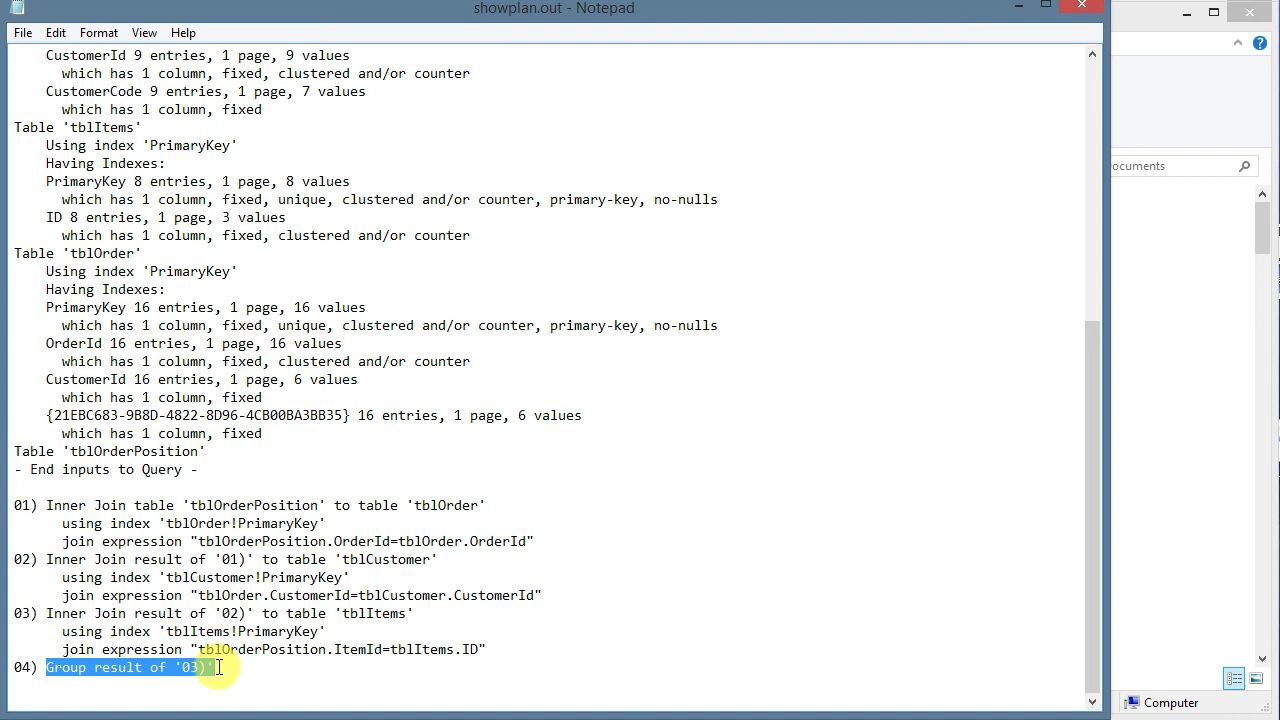 showplan.out - Notepad
File Edit Format View Help
CustomerId 9 entries, 1 page, 9 values
which has 1 column, fixed, clustered and/or counter
CustomerCode 9 entries, 1 page, 7 values
which has 1 column, fixed
Table 'tblItems'
Using index 'PrimaryKey'
Having Indexes:
PrimaryKey 8 entries, 1 page, 8 values
which has 1 column, fixed, unique, clustered and/or counter, primary-key, no-nulls
ID 8 entries, 1 page, 3 values
which has 1 column, fixed, clustered and/or counter
Table 'tblOrder'
Using index 'PrimaryKey'
Having Indexes:
PrimaryKey 16 entries, 1 page, 16 values
which has 1 column, fixed, unique, clustered and/or counter, primary-key, no-nulls
OrderId 16 entries, 1 page, 16 values
which has 1 column, fixed, clustered and/or counter
CustomerId 16 entries, 1 page, 6 values
which has 1 column, fixed
{21EBC683-9B8D-4822-8D96-4CB00BA3BB35} 16 entries, 1 page, 6 values
which has 1 column, fixed
Table 'tblOrderPosition'
- End inputs to Query -
01) Inner Join table 'tblOrderPosition' to table 'tblOrder'
using index 'tblOrder!PrimaryKey'
join expression "tblOrderPosition.OrderId=tblOrder.OrderId"
02) Inner Join result of '01)' to table 'tblCustomer'
using index 'tblCustomer!PrimaryKey'
join expression "tblOrder.CustomerId=tblCustomer.CustomerId"
03) Inner Join result of '02)' to table 'tblItems'
using index 'tblItems!PrimaryKey'
join expression "tblOrderPosition.ItemId=tblItems.ID"
04) Group result of '03)'
ocuments
Computer